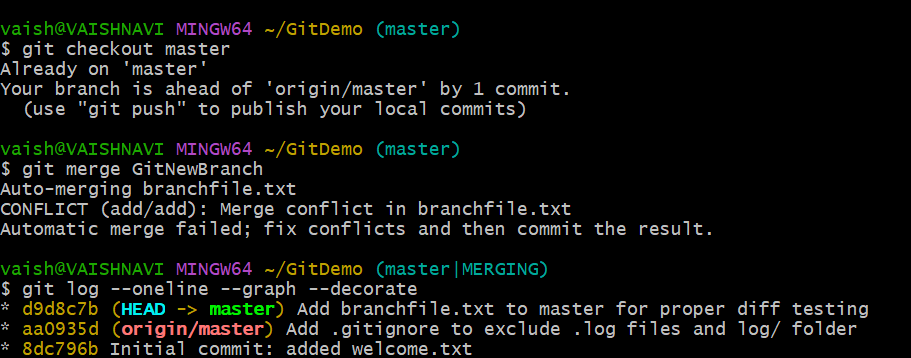 vaish@VAISHNAVI MINGW64 ~/GitDemo (master)
$ git checkout master
Already on 'master'
Your branch is ahead of 'origin/master' by 1 commit.
  (use "git push" to publish your local commits)
vaish@VAISHNAVI MINGW64 ~/GitDemo (master)
$ git merge GitNewBranch
Auto-merging branchfile.txt
CONFLICT (add/add): Merge conflict in branchfile.txt
Automatic merge failed; fix conflicts and then commit the result.
vaish@VAISHNAVI MINGW64 ~/GitDemo (master|MERGING)
$ git log --oneline --graph --decorate
* d9d8c7b (HEAD -> master) Add branchfile.txt to master for proper diff testing
* aa0935d (origin/master) Add .gitignore to exclude .log files and log/ folder
* 8dc796b Initial commit: added welcome.txt